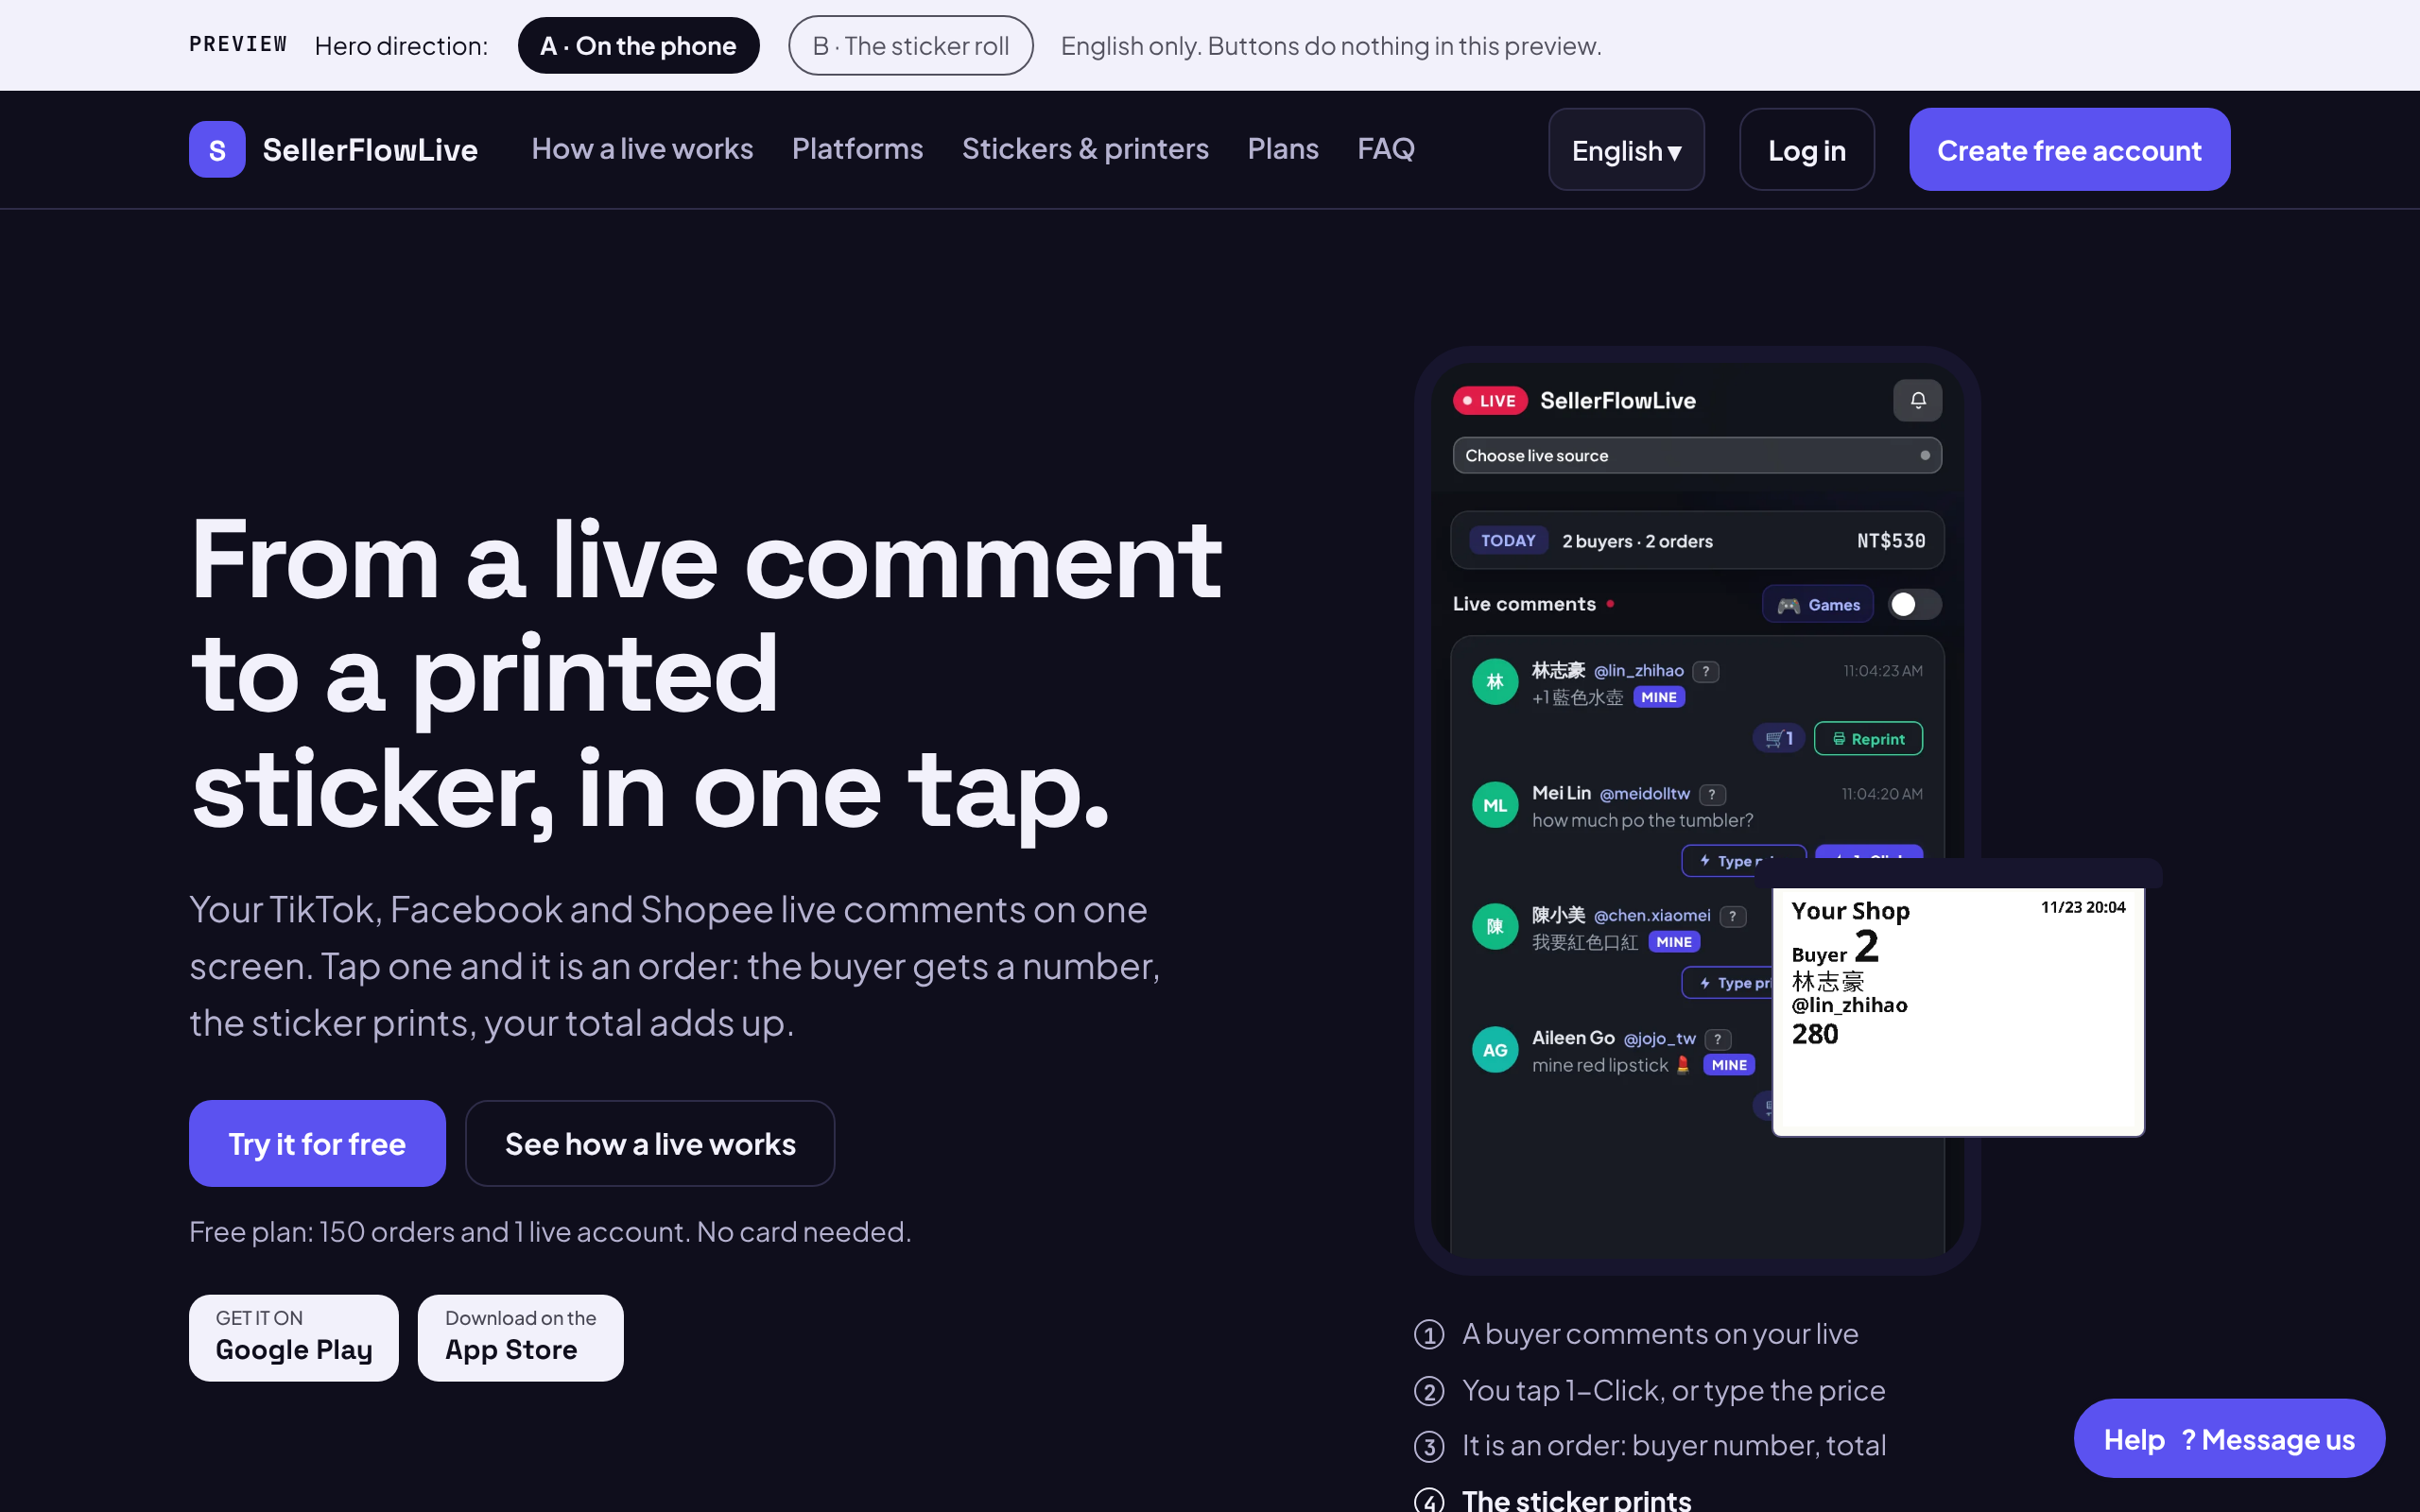 PREVIEW Hero direction: A · On the phone B · The sticker roll English only. Buttons do nothing in this preview.
S SellerFlowLive How a live works Platforms Stickers & printers Plans FAQ English ▾ Log in Create free account
From a live comment
to a printed
sticker, in one tap.
Your TikTok, Facebook and Shopee live comments on one
screen. Tap one and it is an order: the buyer gets a number,
the sticker prints, your total adds up.
Try it for free See how a live works
Free plan: 150 orders and 1 live account. No card needed.
GET IT ON
Google Play
Download on the
App Store
LIVE SellerFlowLive
Choose live source
TODAY 2 buyers · 2 orders NT$530
Live comments Games
林 林志豪 @lin_zhihao ? 11:04:23 AM
+1 藍色水壺 MINE
1 Reprint
ML Mei Lin @meidolltw ? 11:04:20 AM
how much po the tumbler?
Type
陳 陳小美 @chen.xiaomei ?
我要紅色口紅 MINE
Type
AG Aileen Go @jojo_tw ?
mine red lipstick 💄 MINE
Your Shop 11/23 20:04
Buyer 2
林志豪
@lin_zhihao
280
1 A buyer comments on your live
2 You tap 1-Click, or type the price
3 It is an order: buyer number, total
4 The sticker prints
Help ? Message us